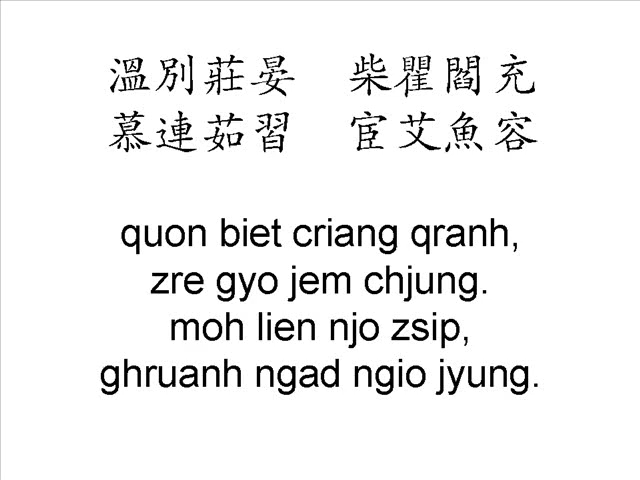 溫別莊晏　柴瞿閻充
慕連茹習　宦艾魚容
quon biet criang qranh,
zre gyo jem chjung.
moh lien njo zsip,
ghruanh ngad ngio jyung.